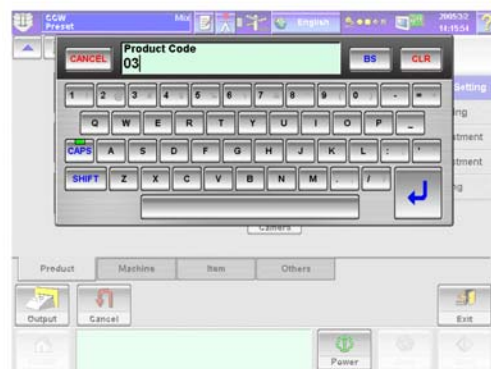 CCW
Preset
Mix
English
2005/3/2
14:15:54
CANCEL
Product Code
03
BS
CLR
1 2 3 4 5 6 7 8 9 0 - =
Q W E R T Y U I O P _
CAPS A S D F G H J K L : '
SHIFT Z X C V B N M . /
Setting
ing
stment
stment
ng
Camera
Product Machine Item Others
Output Cancel Exit
Power